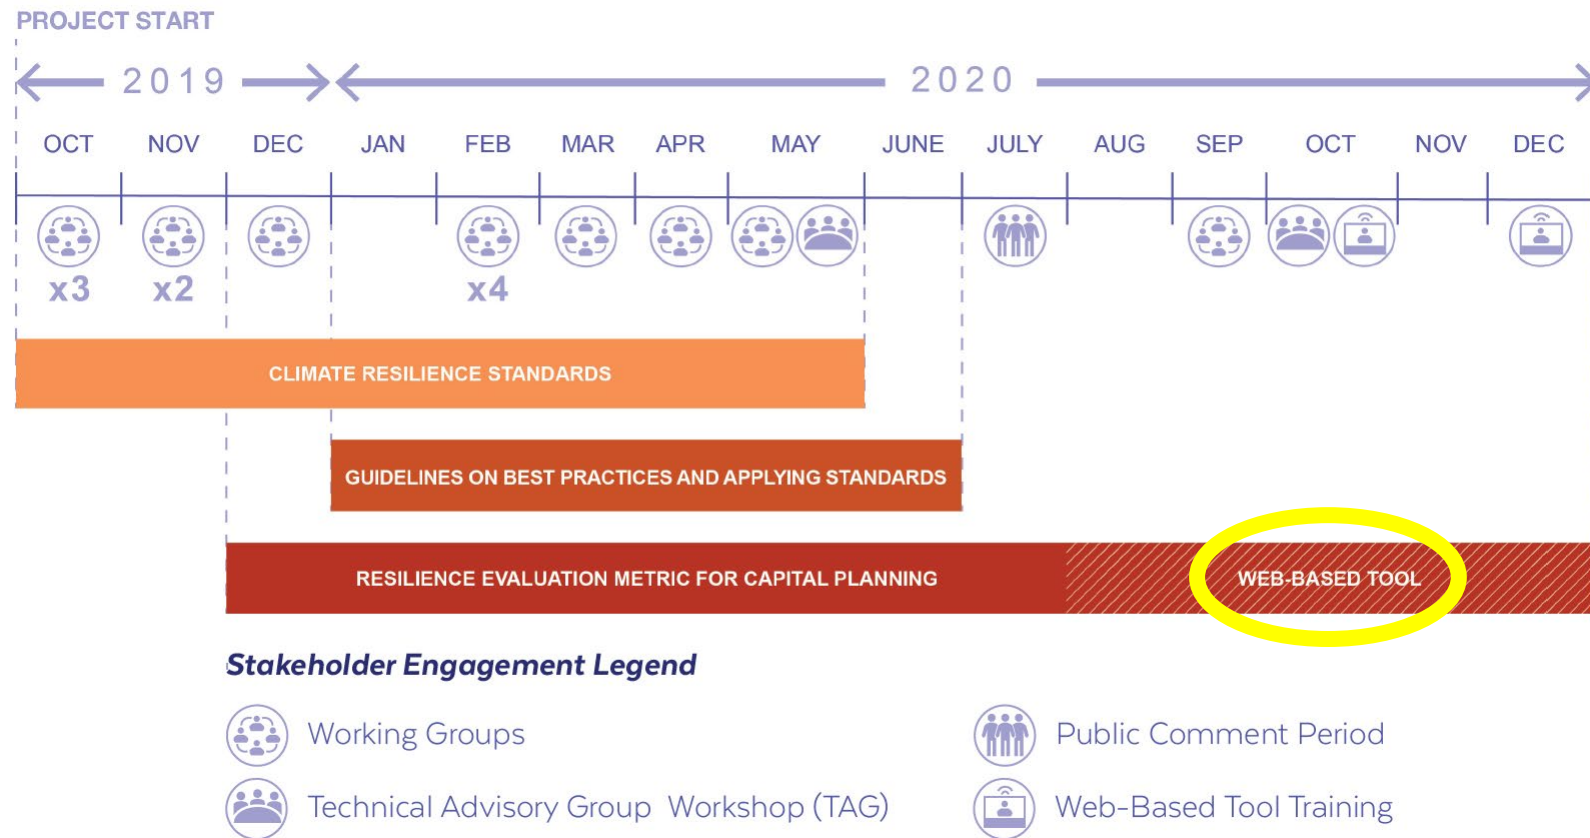 PROJECT START
2019 2020
OCT NOV DEC JAN FEB MAR APR MAY JUNE JULY AUG SEP OCT NOV DEC
x3 x2 x4
CLIMATE RESILIENCE STANDARDS
GUIDELINES ON BEST PRACTICES AND APPLYING STANDARDS
RESILIENCE EVALUATION METRIC FOR CAPITAL PLANNING WEB-BASED TOOL
Stakeholder Engagement Legend
Working Groups Public Comment Period
Technical Advisory Group Workshop (TAG) Web-Based Tool Training